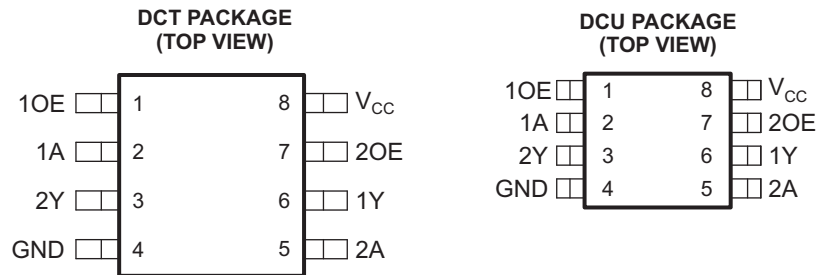 DCT PACKAGE
(TOP VIEW)
1OE 1 8 VCC
1A 2 7 2OE
2Y 3 6 1Y
GND 4 5 2A
DCU PACKAGE
(TOP VIEW)
1OE 1 8 VCC
1A 2 7 2OE
2Y 3 6 1Y
GND 4 5 2A